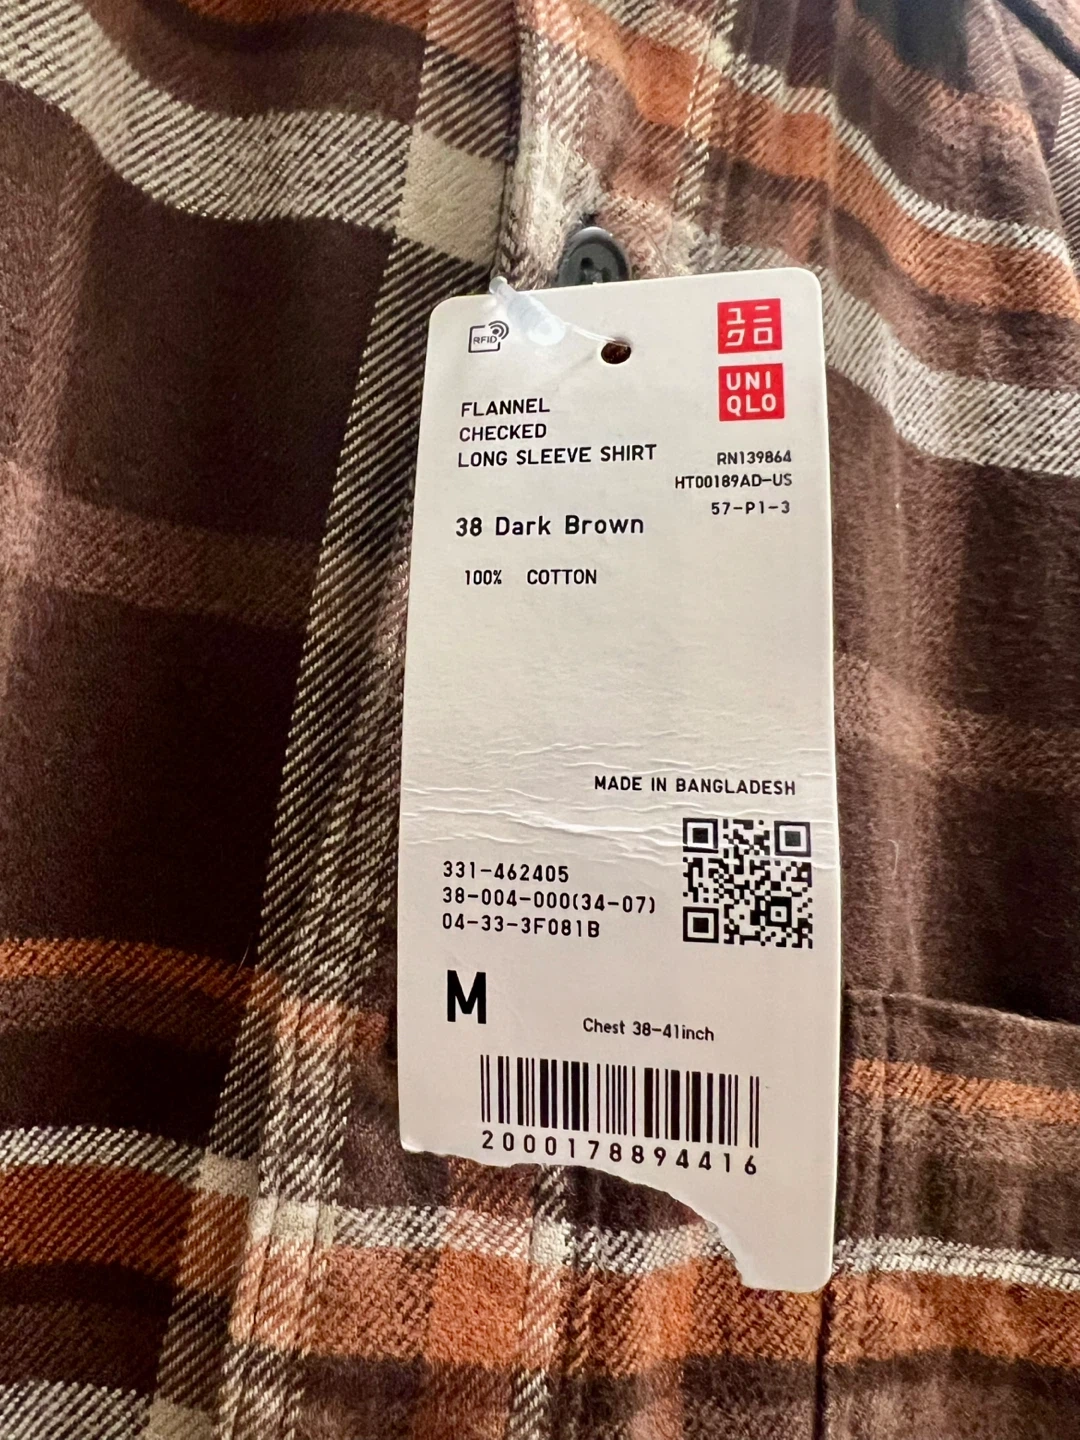 RFID
ユニ
クロ
UNI
QLO
FLANNEL
CHECKED
LONG SLEEVE SHIRT
RN139864
HT00189AD-US
57-P1-3
38 Dark Brown
100% COTTON
MADE IN BANGLADESH
331-462405
38-004-000(34-07)
04-33-3F081B
M
Chest 38-41inch
2000178894416